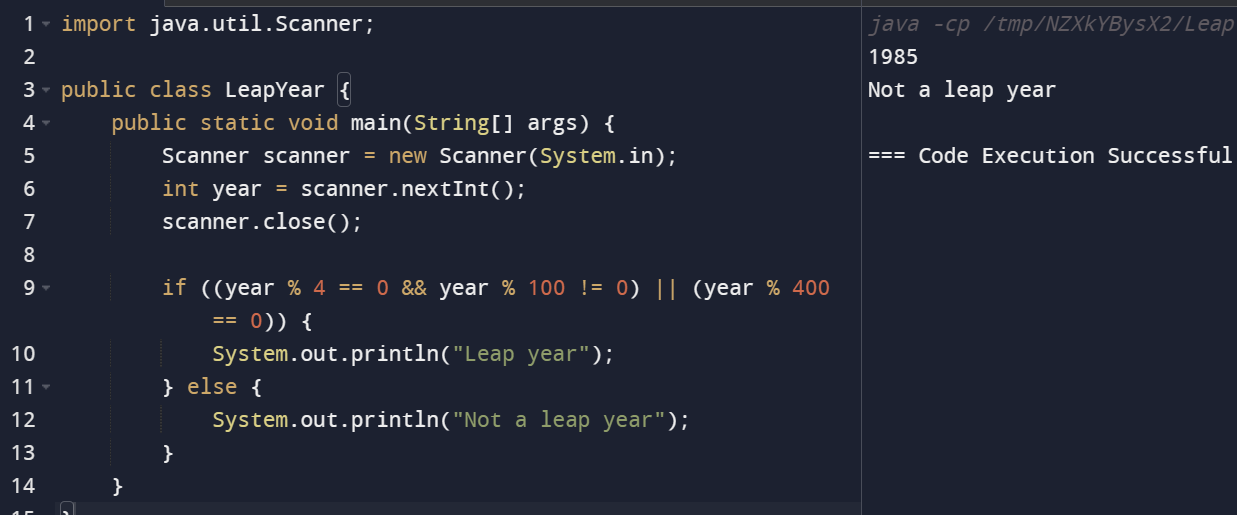 1 import java.util.Scanner;
2
3 public class LeapYear {
4 public static void main(String[] args) {
5 Scanner scanner = new Scanner(System.in);
6 int year = scanner.nextInt();
7 scanner.close();
8
9 if ((year % 4 == 0 && year % 100 != 0) || (year % 400
== 0)) {
10 System.out.println("Leap year");
11 } else {
12 System.out.println("Not a leap year");
13 }
14 }
15 }
java -cp /tmp/NZXkYBysX2/Leap
1985
Not a leap year
=== Code Execution Successful